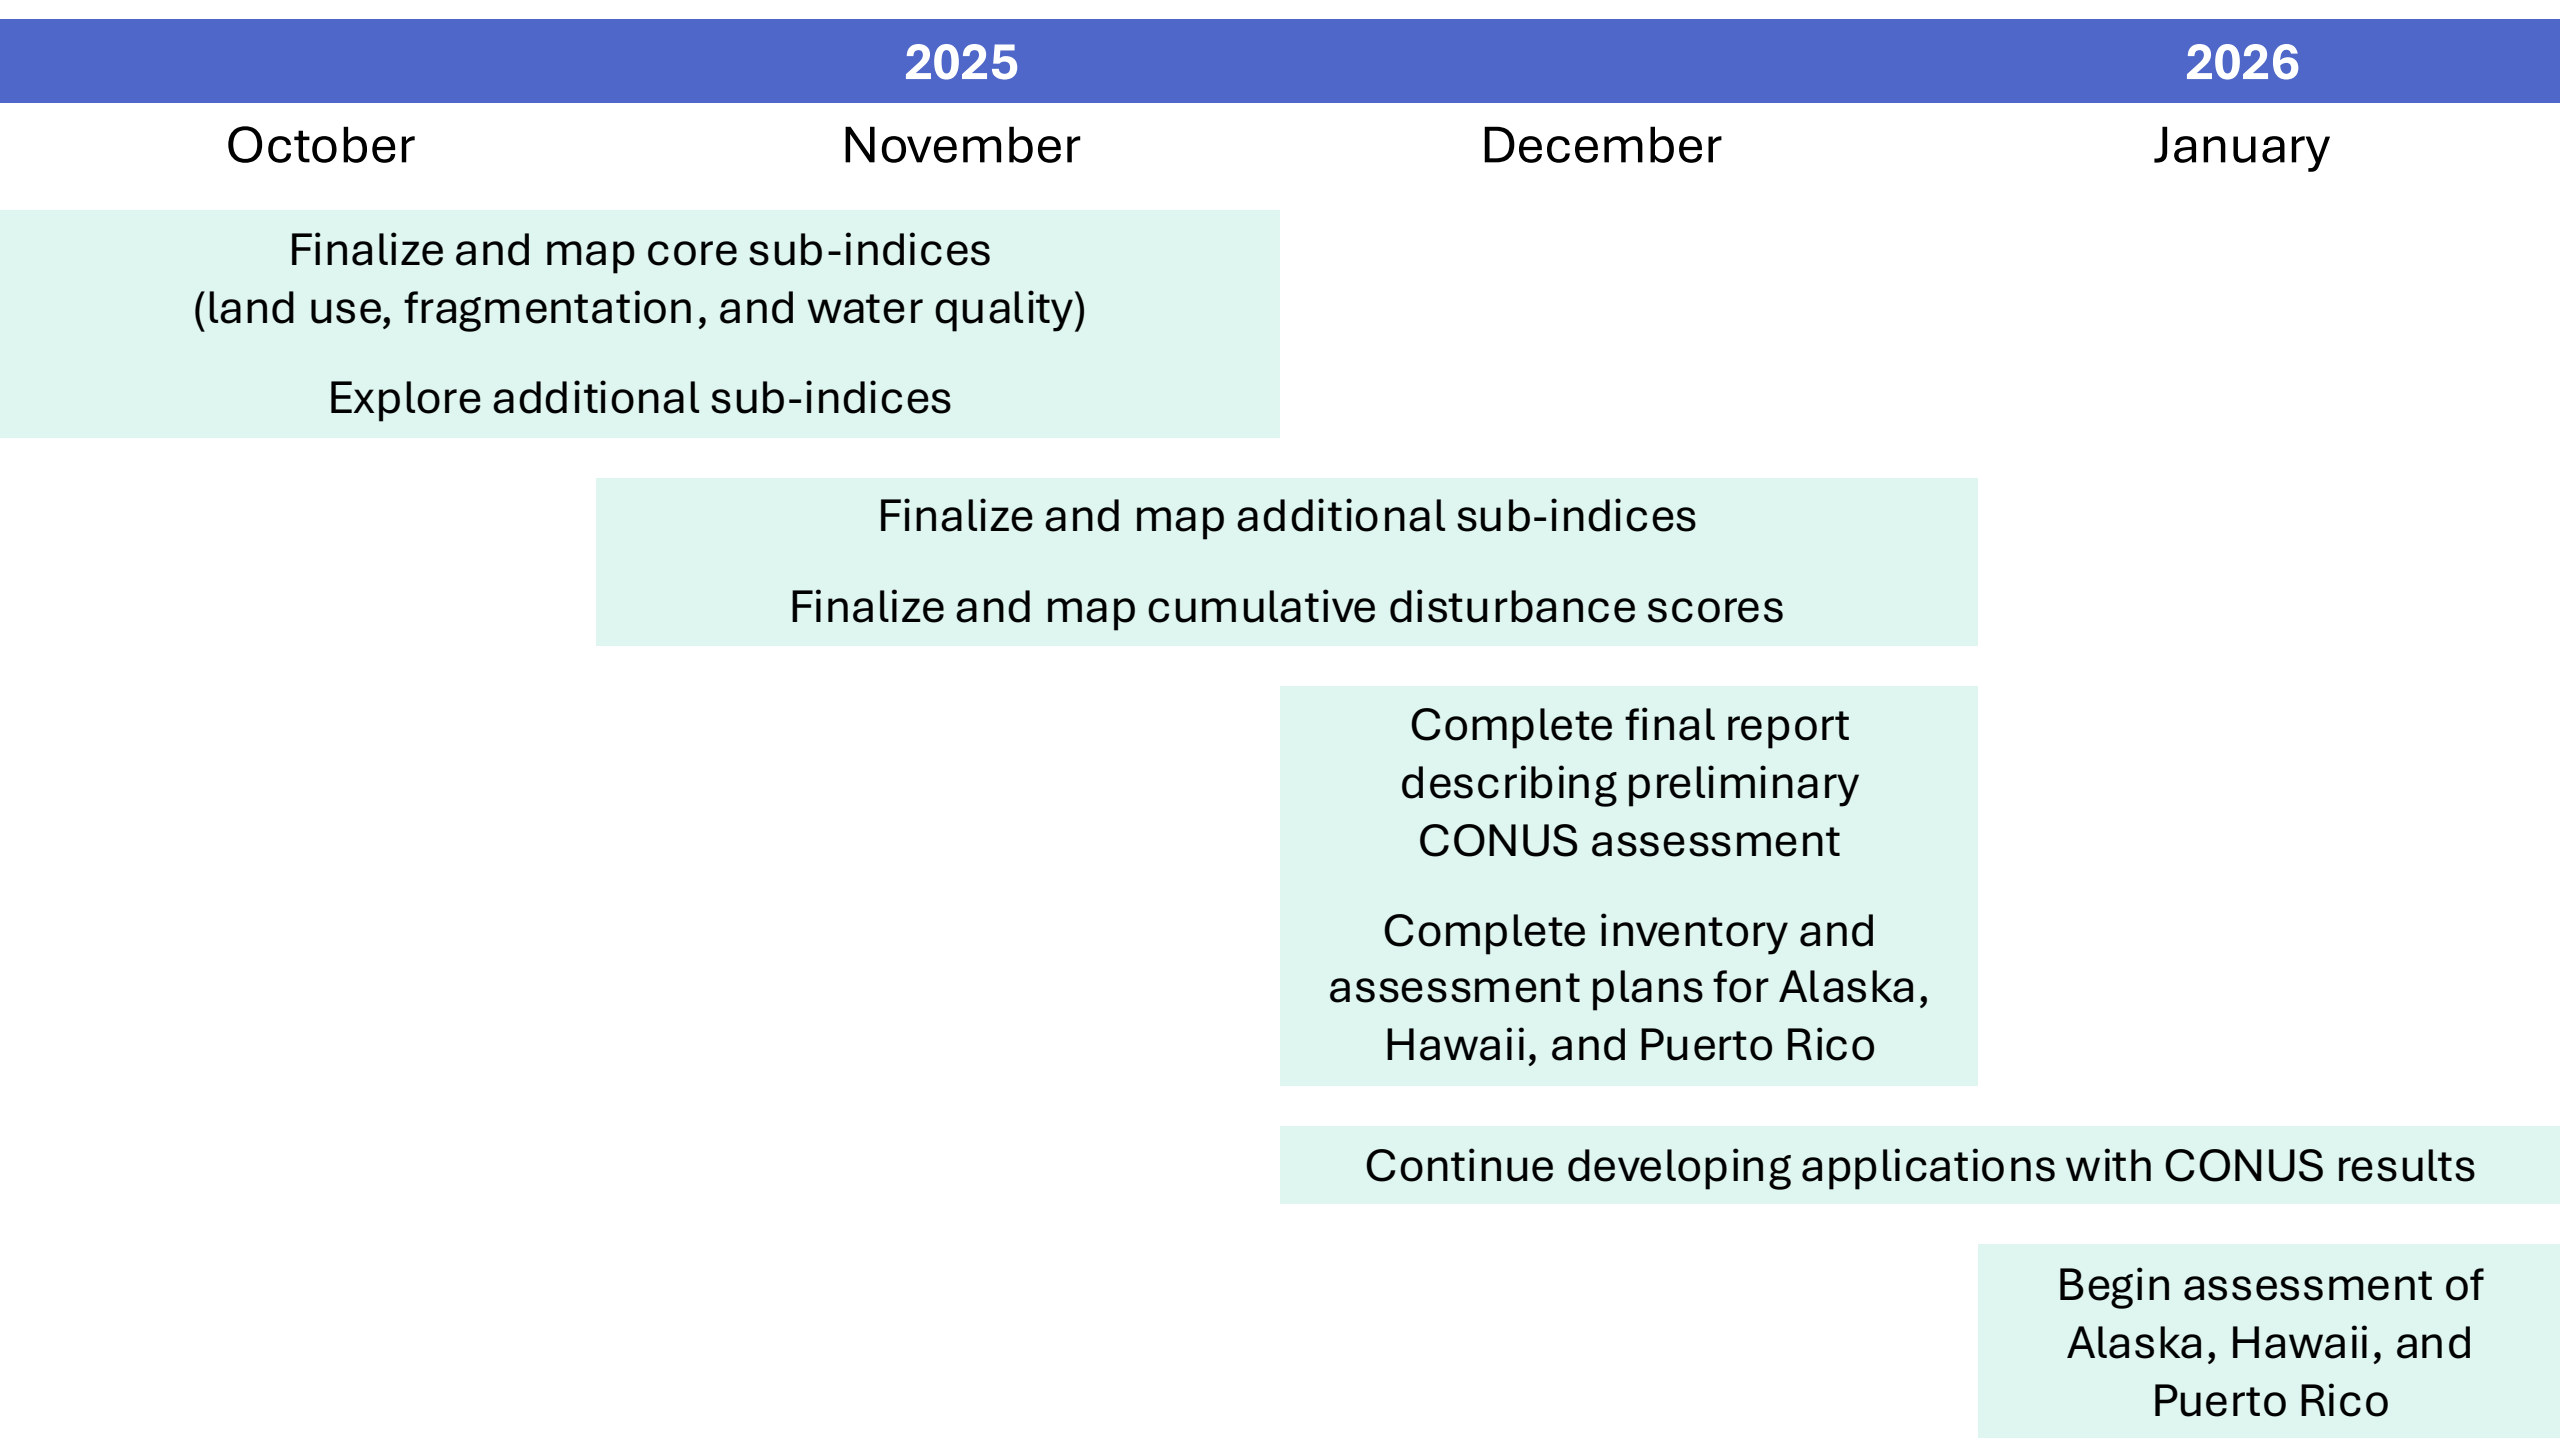 2025
2026
October
November
December
January
Finalize and map core sub-indices
(land use, fragmentation, and water quality)
Explore additional sub-indices
Finalize and map additional sub-indices
Finalize and map cumulative disturbance scores
Complete final report
describing preliminary
CONUS assessment
Complete inventory and
assessment plans for Alaska,
Hawaii, and Puerto Rico
Continue developing applications with CONUS results
Begin assessment of
Alaska, Hawaii, and
Puerto Rico